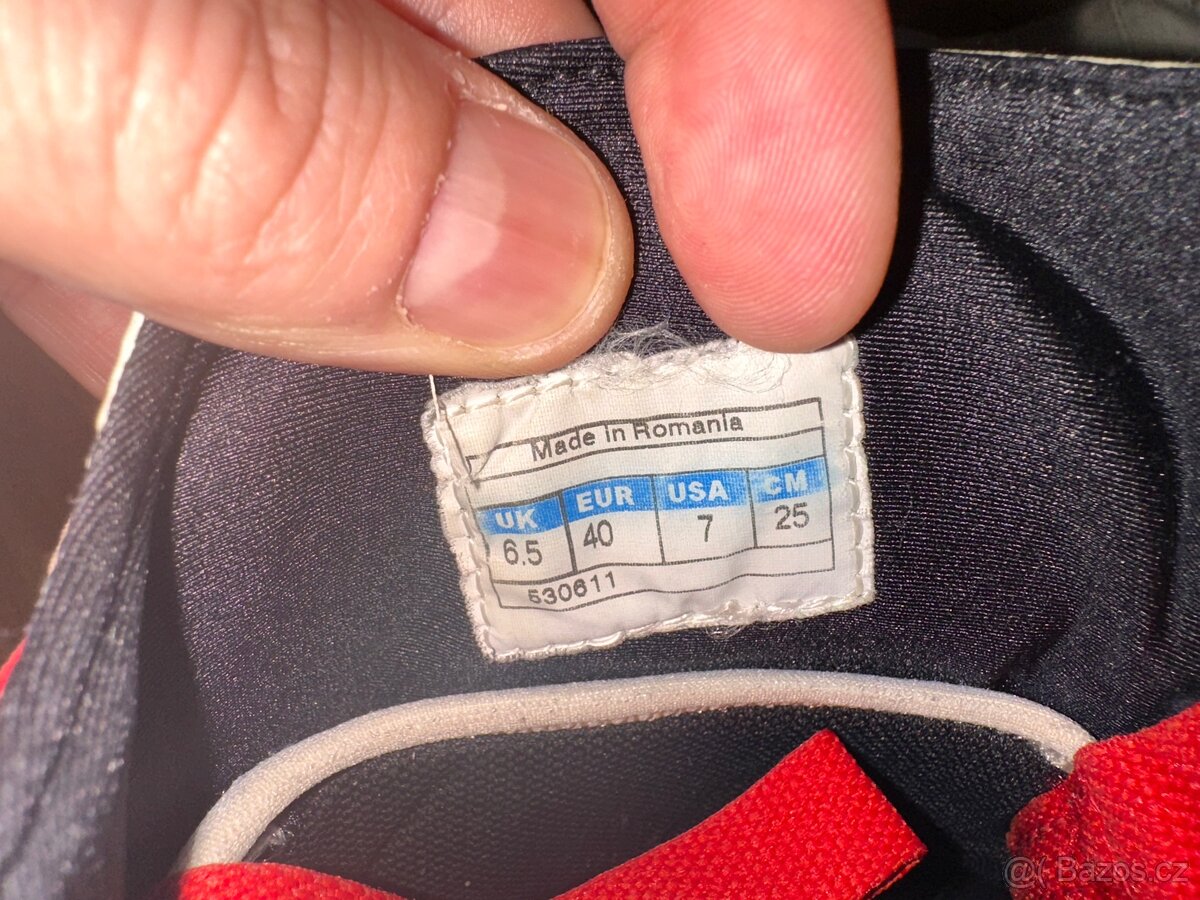 Made in Romania
UK EUR USA CM
6.5 40 7 25
530611
@( Bazos.cz